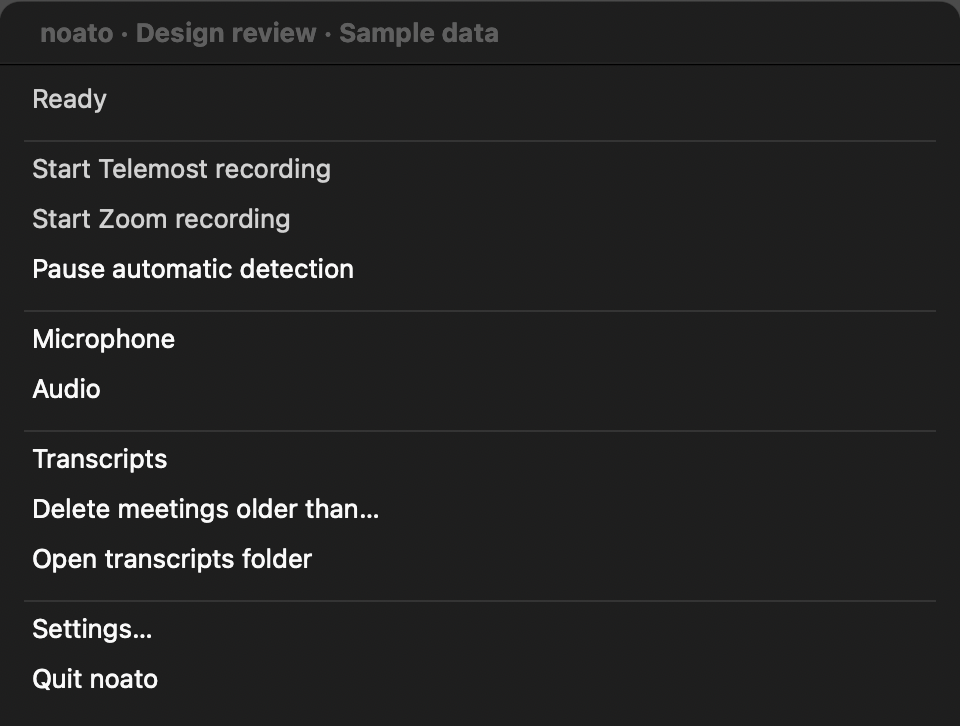 noato · Design review · Sample data
Ready
Start Telemost recording
Start Zoom recording
Pause automatic detection
Microphone
Audio
Transcripts
Delete meetings older than...
Open transcripts folder
Settings...
Quit noato